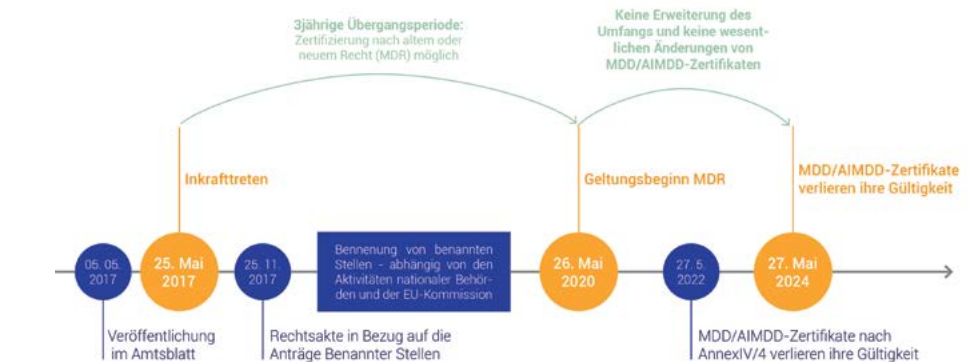 3jährige Übergangsperiode:
Zertifizierung nach altem oder
neuem Recht (MDR) möglich
Keine Erweiterung des
Umfangs und keine wesent-
lichen Änderungen von
MDD/AIMDD-Zertifikaten
Inkrafttreten
Geltungsbeginn MDR
MDD/AIMDD-Zertifikate
verlieren ihre Gültigkeit
05. 05.
2017
25. Mai
2017
25. 11.
2017
Bennenung von benannten
Stellen - abhängig von den
Aktivitäten nationaler Behör-
den und der EU-Kommission
26. Mai
2020
27. 5.
2022
27. Mai
2024
Veröffentlichung
im Amtsblatt
Rechtsakte in Bezug auf die
Anträge Benannter Stellen
MDD/AIMDD-Zertifikate nach
AnnexIV/4 verlieren ihre Gültigkeit